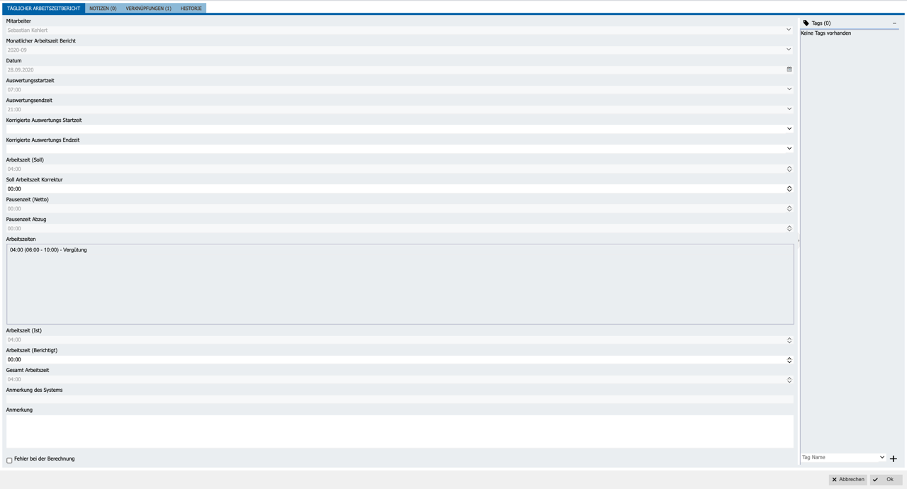 TÄGLICHER ARBEITSZEITBERICHT NOTIZEN (0) VERKNÜPFUNGEN (1) HISTORIE
Mitarbeiter
Sebastian Kehlert
Monatlicher Arbeitszeit Bericht
2020-09
Datum
29.09.2020
Auswertungsstartzeit
07:00
Auswertungsendzeit
21:00
Korrigierte Auswertungs Startzeit
Korrigierte Auswertungs Endzeit
Arbeitszeit (Soll)
04:00
Soll Arbeitszeit Korrektur
00:00
Pausenzeit (Netto)
00:00
Pausenzeit Abzug
00:00
Arbeitszeiten
04:00 (06:00 - 10:00) - Vergütung
Arbeitszeit (Ist)
04:00
Arbeitszeit (Berichtigt)
00:00
Gesamt Arbeitszeit
04:00
Anmerkung des Systems
Anmerkung
Fehler bei der Berechnung
Tags (0)
Keine Tags vorhanden
Tag Name
Abbrechen Ok